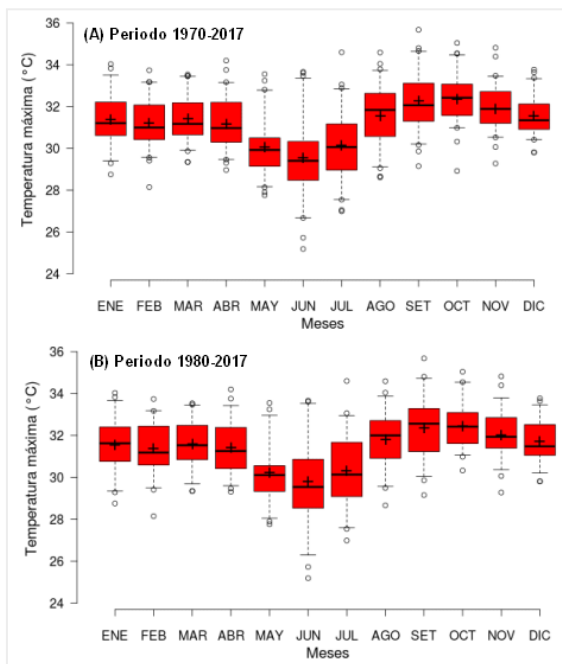 (A) Periodo 1970-2017
Temperatura máxima (°C)
36
34
32
30
28
26
24
ENE FEB MAR ABR MAY JUN JUL AGO SET OCT NOV DIC
Meses
(B) Periodo 1980-2017
Temperatura máxima (°C)
36
34
32
30
28
26
24
ENE FEB MAR ABR MAY JUN JUL AGO SET OCT NOV DIC
Meses